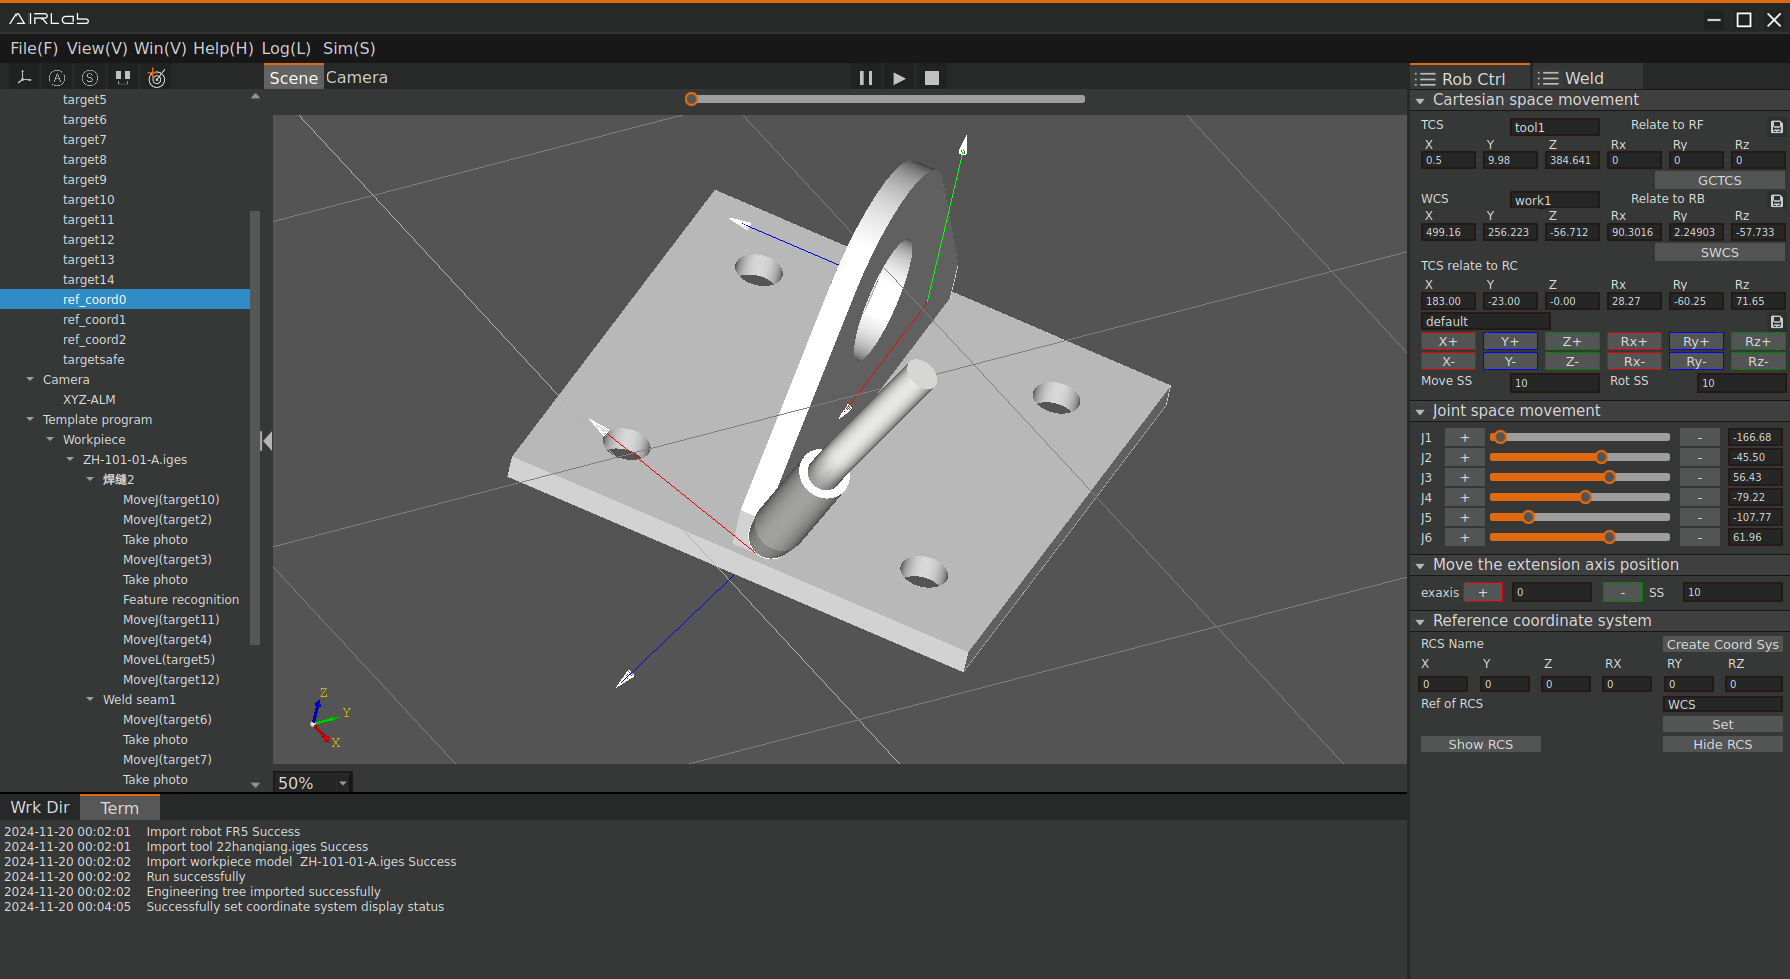 AIRLab
File(F) View(V) Win(V) Help(H) Log(L) Sim(S)
Scene Camera
target5
target6
target7
target8
target9
target10
target11
target12
target13
target14
ref_coord0
ref_coord1
ref_coord2
targetsafe
Camera
XYZ-ALM
Template program
Workpiece
ZH-101-01-A.iges
焊缝2
MoveJ(target10)
MoveJ(target2)
Take photo
MoveJ(target3)
Take photo
Feature recognition
MoveJ(target11)
MoveJ(target4)
MoveL(target5)
MoveJ(target12)
Weld seam1
MoveJ(target6)
Take photo
MoveJ(target7)
Take photo
Z
Y
X
50%
Wrk Dir Term
2024-11-20 00:02:01 Import robot FR5 Success
2024-11-20 00:02:01 Import tool 22hanqiang.iges Success
2024-11-20 00:02:02 Import workpiece model ZH-101-01-A.iges Success
2024-11-20 00:02:02 Run successfully
2024-11-20 00:02:02 Engineering tree imported successfully
2024-11-20 00:04:05 Successfully set coordinate system display status
Rob Ctrl Weld
Cartesian space movement
TCS tool1 Relate to RF
X Y Z Rx Ry Rz
0.5 9.98 384.641 0 0 0
GCTCS
WCS work1 Relate to RB
X Y Z Rx Ry Rz
499.16 256.223 -56.712 90.3016 2.24903 -57.733
SWCS
TCS relate to RC
X Y Z Rx Ry Rz
183.00 -23.00 -0.00 28.27 -60.25 71.65
default
X+ Y+ Z+ Rx+ Ry+ Rz+
X- Y- Z- Rx- Ry- Rz-
Move SS 10 Rot SS 10
Joint space movement
J1 + - -166.68
J2 + - -45.50
J3 + - 56.43
J4 + - -79.22
J5 + - -107.77
J6 + - 61.96
Move the extension axis position
exaxis + 0 - SS 10
Reference coordinate system
RCS Name Create Coord Sys
X Y Z RX RY RZ
0 0 0 0 0 0
Ref of RCS WCS
Set
Show RCS Hide RCS